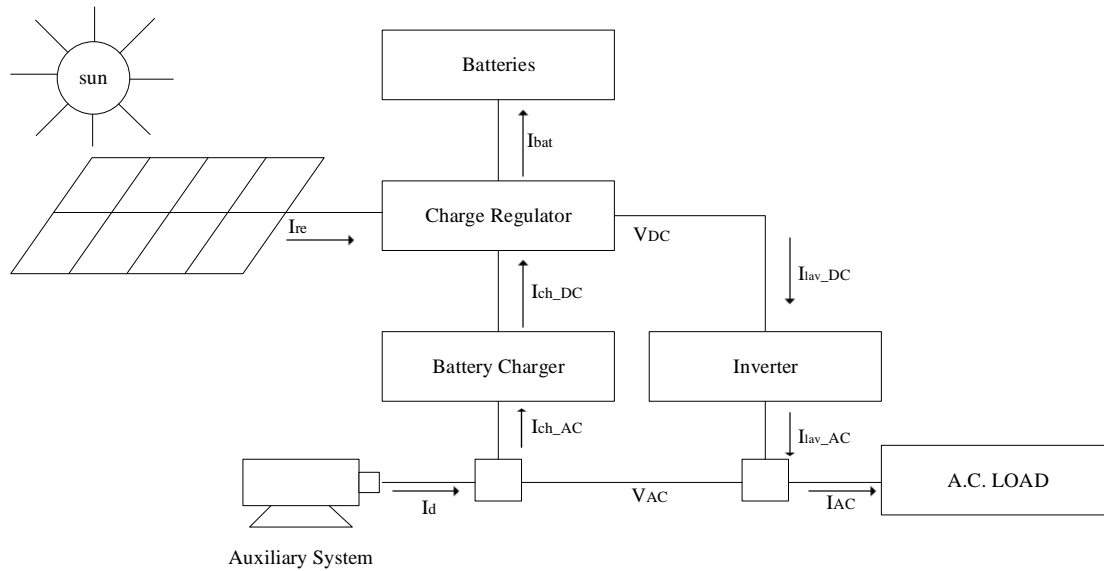 sun
Batteries
Ibat
Charge Regulator
Ire
VDC
Ilav_DC
Ich_DC
Battery Charger
Inverter
Ich_AC
Ilav_AC
A.C. LOAD
Id
VAC
IAC
Auxiliary System